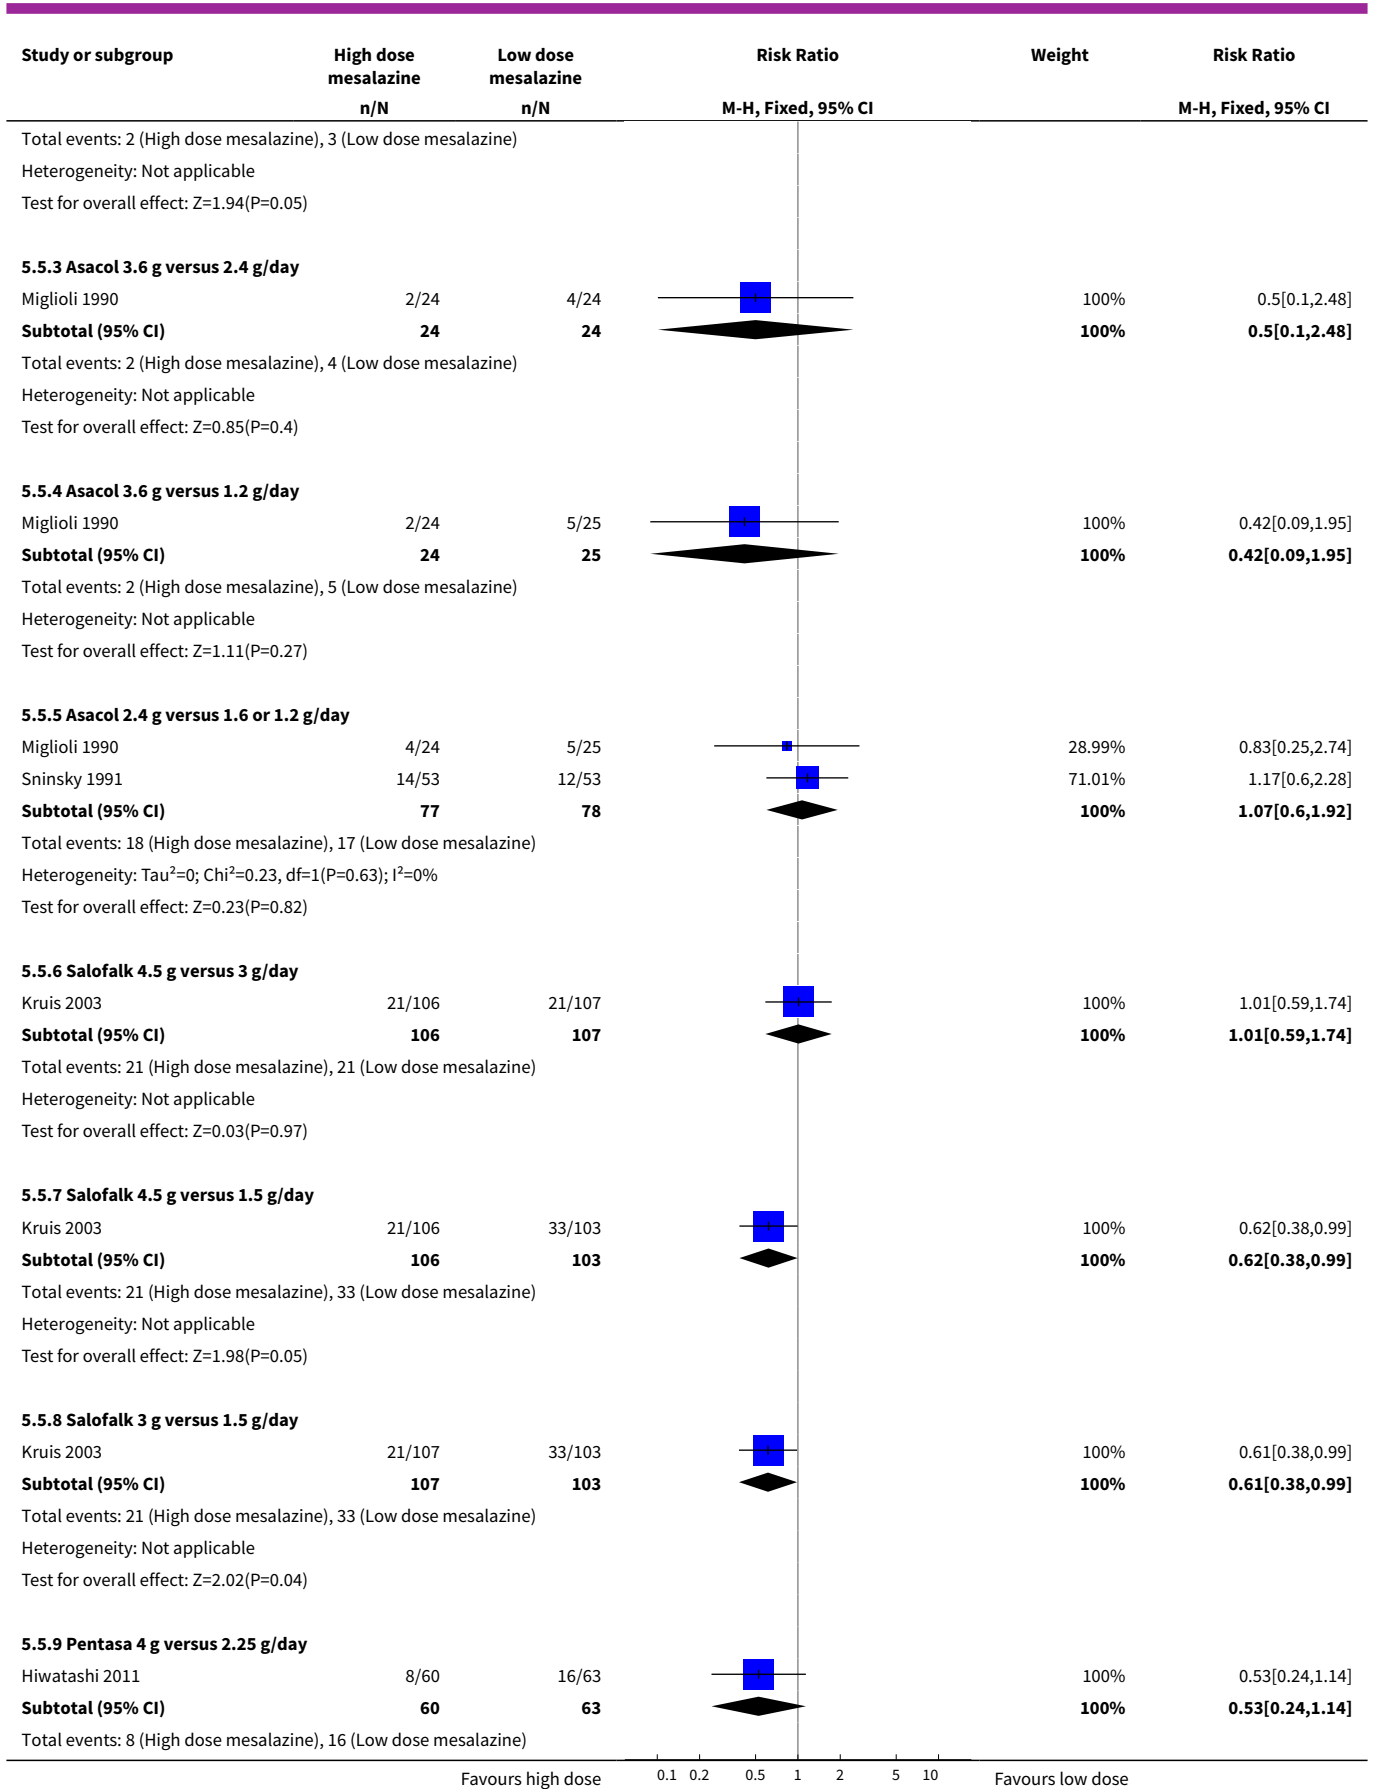 Study or subgroup High dose mesalazine Low dose mesalazine Risk Ratio Weight Risk Ratio
n/N n/N M-H, Fixed, 95% CI M-H, Fixed, 95% CI
Total events: 2 (High dose mesalazine), 3 (Low dose mesalazine)
Heterogeneity: Not applicable
Test for overall effect: Z=1.94(P=0.05)
5.5.3 Asacol 3.6 g versus 2.4 g/day
Miglioli 1990 2/24 4/24 100% 0.5[0.1,2.48]
Subtotal (95% CI) 24 24 100% 0.5[0.1,2.48]
Total events: 2 (High dose mesalazine), 4 (Low dose mesalazine)
Heterogeneity: Not applicable
Test for overall effect: Z=0.85(P=0.4)
5.5.4 Asacol 3.6 g versus 1.2 g/day
Miglioli 1990 2/24 5/25 100% 0.42[0.09,1.95]
Subtotal (95% CI) 24 25 100% 0.42[0.09,1.95]
Total events: 2 (High dose mesalazine), 5 (Low dose mesalazine)
Heterogeneity: Not applicable
Test for overall effect: Z=1.11(P=0.27)
5.5.5 Asacol 2.4 g versus 1.6 or 1.2 g/day
Miglioli 1990 4/24 5/25 28.99% 0.83[0.25,2.74]
Sninsky 1991 14/53 12/53 71.01% 1.17[0.6,2.28]
Subtotal (95% CI) 77 78 100% 1.07[0.6,1.92]
Total events: 18 (High dose mesalazine), 17 (Low dose mesalazine)
Heterogeneity: Tau²=0; Chi²=0.23, df=1(P=0.63); I²=0%
Test for overall effect: Z=0.23(P=0.82)
5.5.6 Salofalk 4.5 g versus 3 g/day
Kruis 2003 21/106 21/107 100% 1.01[0.59,1.74]
Subtotal (95% CI) 106 107 100% 1.01[0.59,1.74]
Total events: 21 (High dose mesalazine), 21 (Low dose mesalazine)
Heterogeneity: Not applicable
Test for overall effect: Z=0.03(P=0.97)
5.5.7 Salofalk 4.5 g versus 1.5 g/day
Kruis 2003 21/106 33/103 100% 0.62[0.38,0.99]
Subtotal (95% CI) 106 103 100% 0.62[0.38,0.99]
Total events: 21 (High dose mesalazine), 33 (Low dose mesalazine)
Heterogeneity: Not applicable
Test for overall effect: Z=1.98(P=0.05)
5.5.8 Salofalk 3 g versus 1.5 g/day
Kruis 2003 21/107 33/103 100% 0.61[0.38,0.99]
Subtotal (95% CI) 107 103 100% 0.61[0.38,0.99]
Total events: 21 (High dose mesalazine), 33 (Low dose mesalazine)
Heterogeneity: Not applicable
Test for overall effect: Z=2.02(P=0.04)
5.5.9 Pentasa 4 g versus 2.25 g/day
Hiwatashi 2011 8/60 16/63 100% 0.53[0.24,1.14]
Subtotal (95% CI) 60 63 100% 0.53[0.24,1.14]
Total events: 8 (High dose mesalazine), 16 (Low dose mesalazine)
Favours high dose 0.1 0.2 0.5 1 2 5 10 Favours low dose